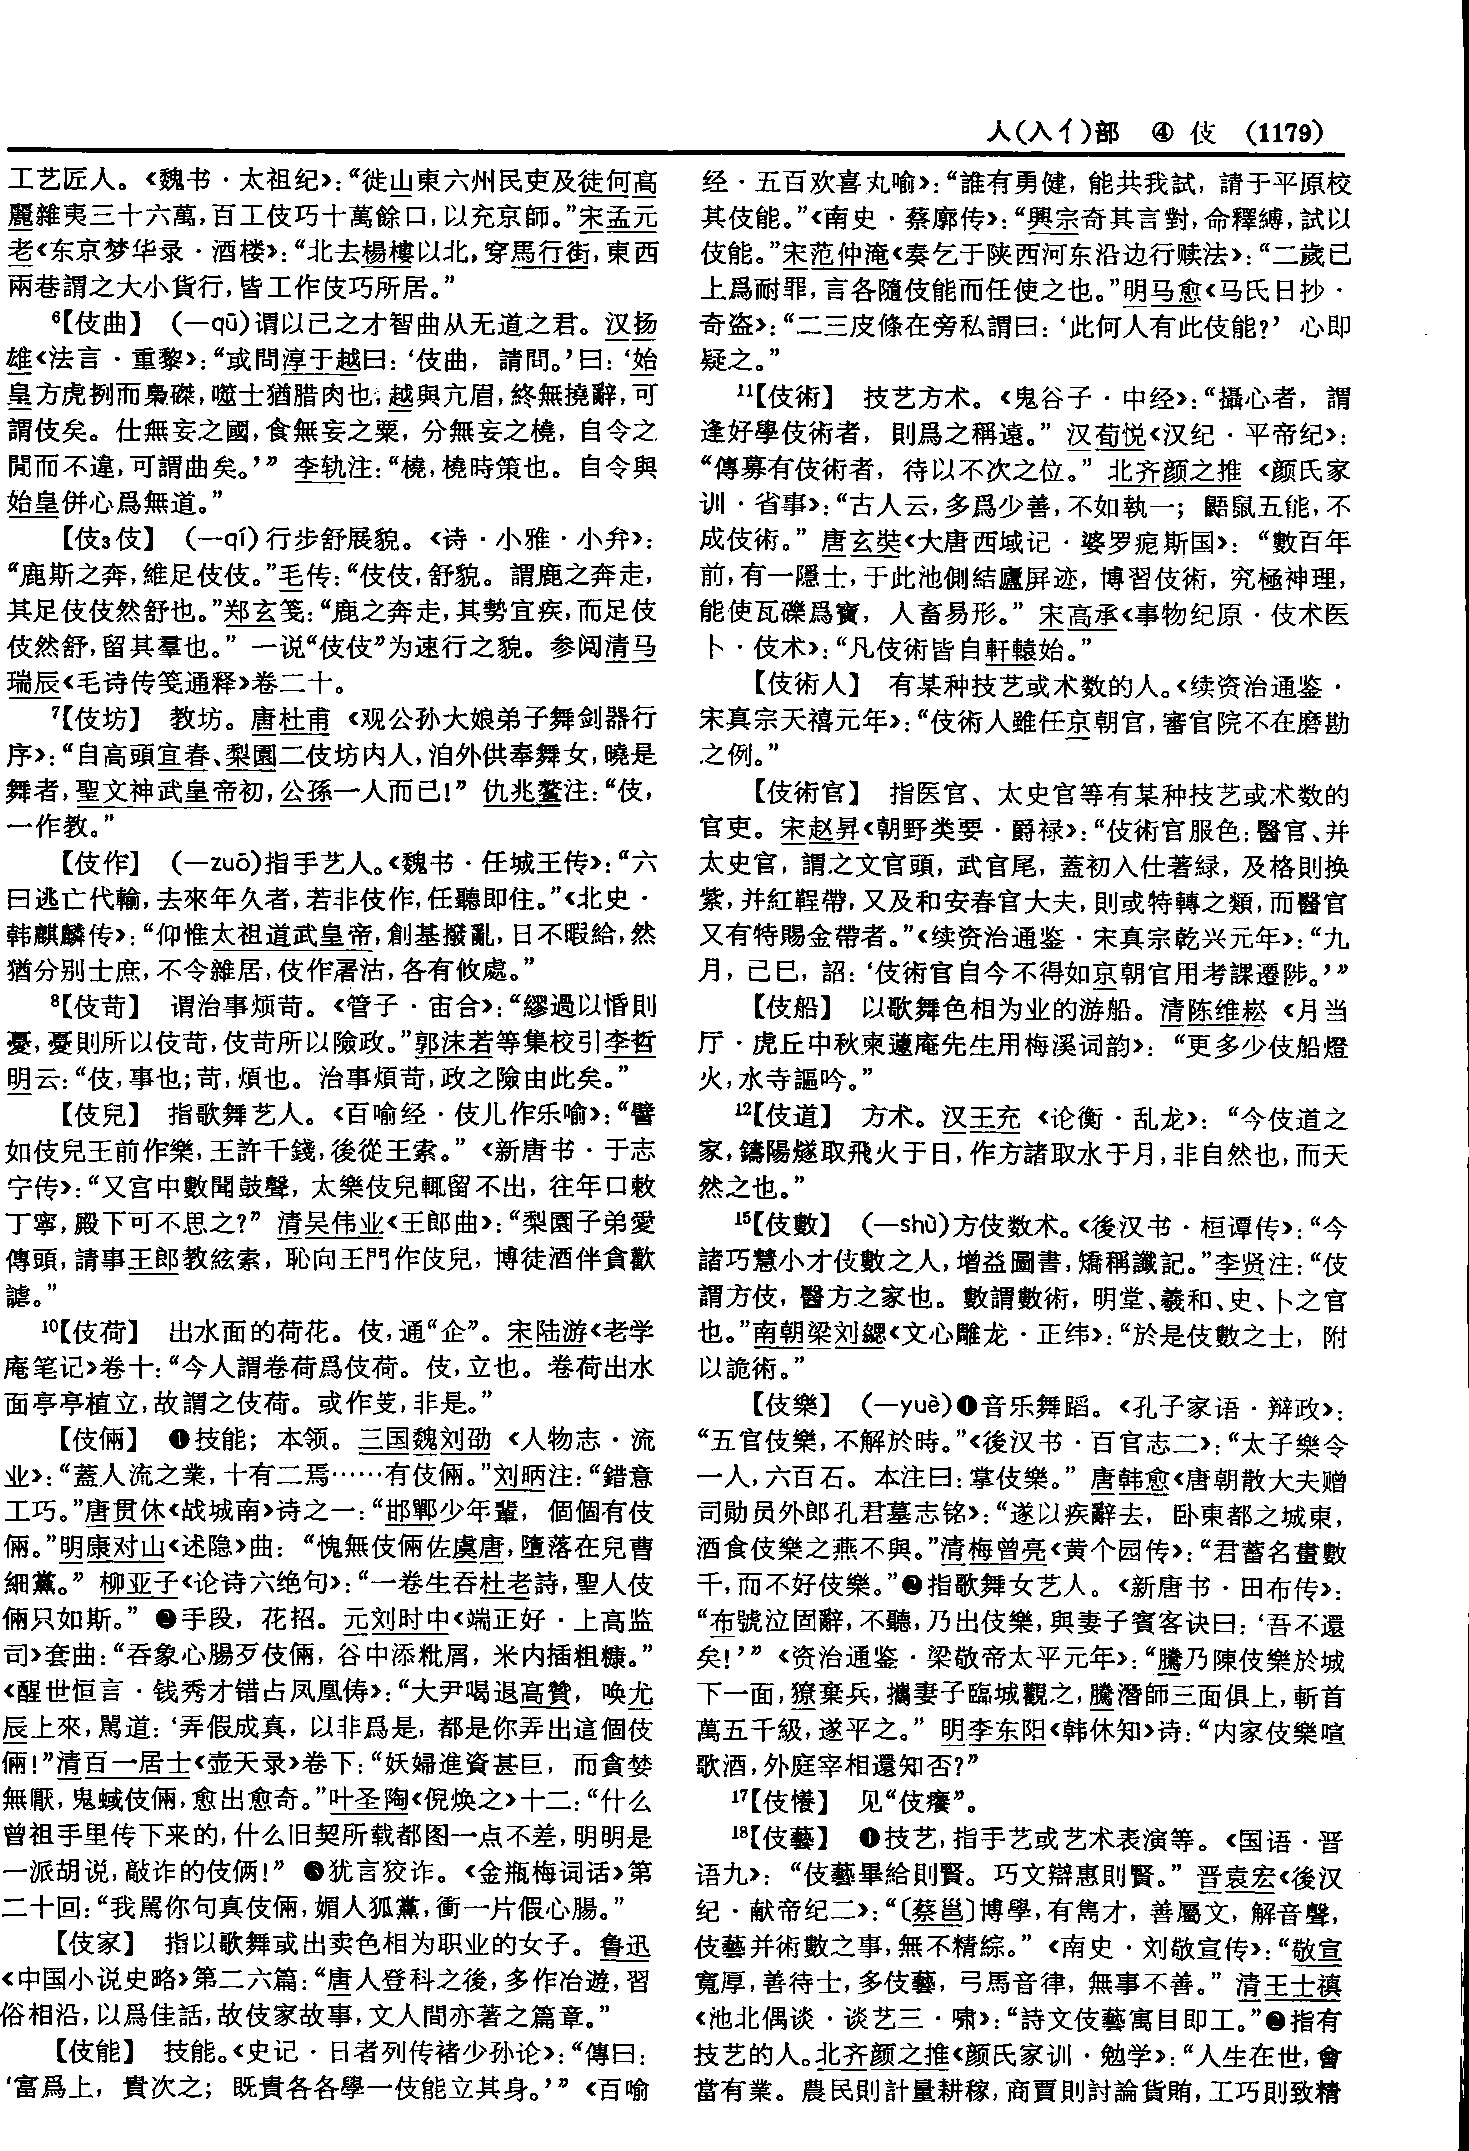 人(入亻)部 ④ 伎 (1179)
工艺匠人。《魏书·太祖纪》：“徙山東六州民吏及徒何高
麗雜夷三十六萬，百工伎巧十萬餘口，以充京師。”宋孟元
老《东京梦华录·酒楼》：“北去楊樓以北，穿馬行街，東西
兩巷謂之大小貨行，皆工作伎巧所居。”
⁶【伎曲】 (—qū)谓以己之才智曲从无道之君。汉扬
雄《法言·重黎》：“或問淳于越曰：‘伎曲，請問。’曰：‘始
皇方虎挒而梟磔，噬士猶腊肉也；越與亢眉，終無撓辭，可
謂伎矣。仕無妄之國，食無妄之粟，分無妄之橈，自令之
閒而不違，可謂曲矣。’” 李轨注：“橈，橈時策也。自令與
始皇併心爲無道。”
【伎₃伎】 (—qí)行步舒展貌。《诗·小雅·小弁》：
“鹿斯之奔，維足伎伎。”毛传：“伎伎，舒貌。謂鹿之奔走，
其足伎伎然舒也。”郑玄笺：“鹿之奔走，其勢宜疾，而足伎
伎然舒，留其羣也。” 一说“伎伎”为速行之貌。参阅清马
瑞辰《毛诗传笺通释》卷二十。
⁷【伎坊】 教坊。唐杜甫《观公孙大娘弟子舞剑器行
序》：“自高頭宜春、梨園二伎坊内人，洎外供奉舞女，曉是
舞者，聖文神武皇帝初，公孫一人而已！” 仇兆鳌注：“伎，
一作教。”
【伎作】 (—zuō)指手艺人。《魏书·任城王传》：“六
曰逃亡代輸，去來年久者，若非伎作，任聽即住。”《北史·
韩麒麟传》：“仰惟太祖道武皇帝，創基撥亂，日不暇給，然
猶分别士庶，不令雜居，伎作屠沽，各有攸處。”
⁸【伎苛】 谓治事烦苛。《管子·宙合》：“繆過以惛則
憂，憂則所以伎苛，伎苛所以險政。”郭沫若等集校引李哲
明云：“伎，事也；苛，煩也。治事煩苛，政之險由此矣。”
【伎兒】 指歌舞艺人。《百喻经·伎儿作乐喻》：“譬
如伎兒王前作樂，王許千錢，後從王索。” 《新唐书·于志
宁传》：“又宫中數聞鼓聲，太樂伎兒輒留不出，往年口敕
丁寧，殿下可不思之？” 清吴伟业《王郎曲》：“梨園子弟愛
傳頭，請事王郎教絃索，恥向王門作伎兒，博徒酒伴貪歡
謔。”
¹⁰【伎荷】 出水面的荷花。伎，通“企”。宋陆游《老学
庵笔记》卷十：“今人謂卷荷爲伎荷。伎，立也。卷荷出水
面亭亭植立，故謂之伎荷。或作芰，非是。”
【伎倆】 ❶技能；本领。三国魏刘劭《人物志·流
业》：“蓋人流之業，十有二焉……有伎倆。”刘昞注：“錯意
工巧。”唐贯休《战城南》诗之一：“邯鄲少年輩，個個有伎
倆。”明康对山《述隐》曲：“愧無伎倆佐虞唐，墮落在兒曹
細黨。” 柳亚子《论诗六绝句》：“一卷生吞杜老詩，聖人伎
倆只如斯。” ❷手段，花招。元刘时中《端正好·上高监
司》套曲：“吞象心腸歹伎倆，谷中添粃屑，米内插粗糠。”
《醒世恒言·钱秀才错占凤凰俦》：“大尹喝退高贊，唤尤
辰上來，駡道：‘弄假成真，以非爲是，都是你弄出這個伎
倆！”清百一居士《壶天录》卷下：“妖婦進資甚巨，而貪婪
無厭，鬼蜮伎倆，愈出愈奇。”叶圣陶《倪焕之》十二：“什么
曾祖手里传下来的，什么旧契所载都图一点不差，明明是
一派胡说，敲诈的伎俩！” ❸犹言狡诈。《金瓶梅词话》第
二十回：“我駡你句真伎倆，媚人狐黨，衝一片假心腸。”
【伎家】 指以歌舞或出卖色相为职业的女子。鲁迅
《中国小说史略》第二六篇：“唐人登科之後，多作冶遊，習
俗相沿，以爲佳話，故伎家故事，文人間亦著之篇章。”
【伎能】 技能。《史记·日者列传褚少孙论》：“傳曰：
‘富爲上，貴次之；既貴各各學一伎能立其身。’” 《百喻
经·五百欢喜丸喻》：“誰有勇健，能共我試，請于平原校
其伎能。”《南史·蔡廓传》：“興宗奇其言對，命釋縛，試以
伎能。”宋范仲淹《奏乞于陕西河东沿边行赎法》：“二歲已
上爲耐罪，言各隨伎能而任使之也。”明马愈《马氏日抄·
奇盗》：“二三皮條在旁私謂曰：‘此何人有此伎能？’ 心即
疑之。”
¹¹【伎術】 技艺方术。《鬼谷子·中经》：“攝心者，謂
逢好學伎術者，則爲之稱遠。” 汉荀悦《汉纪·平帝纪》：
“傳募有伎術者，待以不次之位。” 北齐颜之推《颜氏家
训·省事》：“古人云，多爲少善，不如執一；鼯鼠五能，不
成伎術。” 唐玄奘《大唐西域记·婆罗痆斯国》：“數百年
前，有一隱士，于此池側結廬屏迹，博習伎術，究極神理，
能使瓦礫爲寶，人畜易形。” 宋高承《事物纪原·伎术医
卜·伎术》：“凡伎術皆自軒轅始。”
【伎術人】 有某种技艺或术数的人。《续资治通鉴·
宋真宗天禧元年》：“伎術人雖任京朝官，審官院不在磨勘
之例。”
【伎術官】 指医官、太史官等有某种技艺或术数的
官吏。宋赵昇《朝野类要·爵禄》：“伎術官服色：醫官、并
太史官，謂之文官頭，武官尾，蓋初入仕著緑，及格則换
紫，并紅鞓帶，又及和安春官大夫，則或特轉之類，而醫官
又有特賜金帶者。”《续资治通鉴·宋真宗乾兴元年》：“九
月，己巳，詔：‘伎術官自今不得如京朝官用考課遷陟。’”
【伎船】 以歌舞色相为业的游船。清陈维崧《月当
厅·虎丘中秋柬蘧庵先生用梅溪词韵》：“更多少伎船燈
火，水寺謳吟。”
¹²【伎道】 方术。汉王充《论衡·乱龙》：“今伎道之
家，鑄陽燧取飛火于日，作方諸取水于月，非自然也，而天
然之也。”
¹⁵【伎數】 (—shù)方伎数术。《後汉书·桓谭传》：“今
諸巧慧小才伎數之人，增益圖書，矯稱讖記。”李贤注：“伎
謂方伎，醫方之家也。數謂數術，明堂、羲和、史、卜之官
也。”南朝梁刘勰《文心雕龙·正纬》：“於是伎數之士，附
以詭術。”
【伎樂】 (—yuè)❶音乐舞蹈。《孔子家语·辩政》：
“五官伎樂，不解於時。”《後汉书·百官志二》：“太子樂令
一人，六百石。本注曰：掌伎樂。” 唐韩愈《唐朝散大夫赠
司勋员外郎孔君墓志铭》：“遂以疾辭去，卧東都之城東，
酒食伎樂之燕不與。”清梅曾亮《黄个园传》：“君蓄名畫數
千，而不好伎樂。”❷指歌舞女艺人。《新唐书·田布传》：
“布號泣固辭，不聽，乃出伎樂，與妻子賓客诀曰：‘吾不還
矣！’” 《资治通鉴·梁敬帝太平元年》：“騰乃陳伎樂於城
下一面，獠棄兵，攜妻子臨城觀之，騰潛師三面俱上，斬首
萬五千級，遂平之。” 明李东阳《韩休知》诗：“内家伎樂喧
歌酒，外庭宰相還知否？”
¹⁷【伎懩】 见“伎癢”。
¹⁸【伎藝】 ❶技艺，指手艺或艺术表演等。《国语·晋
语九》：“伎藝畢給則賢。巧文辯惠則賢。” 晋袁宏《後汉
纪·献帝纪二》：“〔蔡邕〕博學，有雋才，善屬文，解音聲，
伎藝并術數之事，無不精綜。” 《南史·刘敬宣传》：“敬宣
寬厚，善待士，多伎藝，弓馬音律，無事不善。” 清王士禛
《池北偶谈·谈艺三·啸》：“詩文伎藝寓目即工。”❷指有
技艺的人。北齐颜之推《颜氏家训·勉学》：“人生在世，會
當有業。農民則計量耕稼，商賈則討論貨賄，工巧則致精